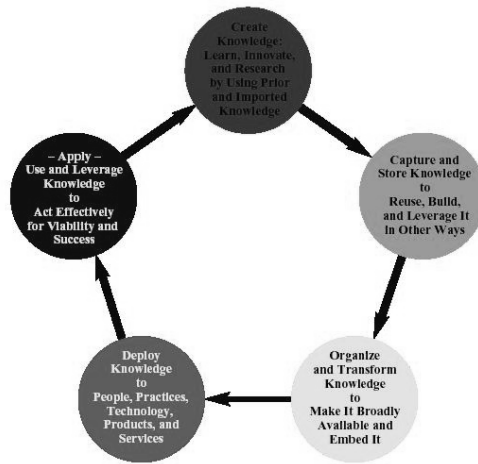 Create
Knowledge:
Learn, Innovate,
and Research
by Using Prior
and Imported
Knowledge
Capture and
Store Knowledge
to
Reuse, Build,
and Leverage It
in Other Ways
Organize
and Transform
Knowledge
to
Make It Broadly
Available and
Embed It
Deploy
Knowledge
to
People, Practices,
Technology,
Products, and
Services
– Apply –
Use and Leverage
Knowledge
to
Act Effectively
for Viability and
Success